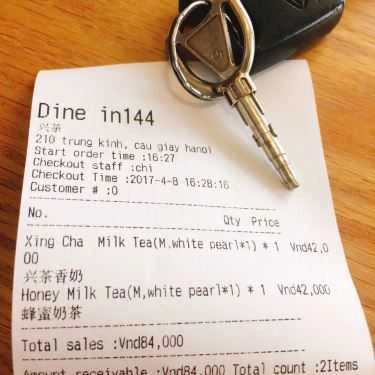 Dine in144
兴茶
210 trung kinh, cau giay hanoi
Start order time :16:27
Checkout staff :chi
Checkout Time :2017-4-8 16:28:16
Customer # :0
No. Qty Price
Xing Cha Milk Tea(M,white pearl*1) * 1 Vnd42,0
00
兴茶香奶
Honey Milk Tea(M,white pearl*1) * 1 Vnd42,000
蜂蜜奶茶
Total sales :Vnd84,000
Amount receivable :Vnd84,000 Total count :2Items